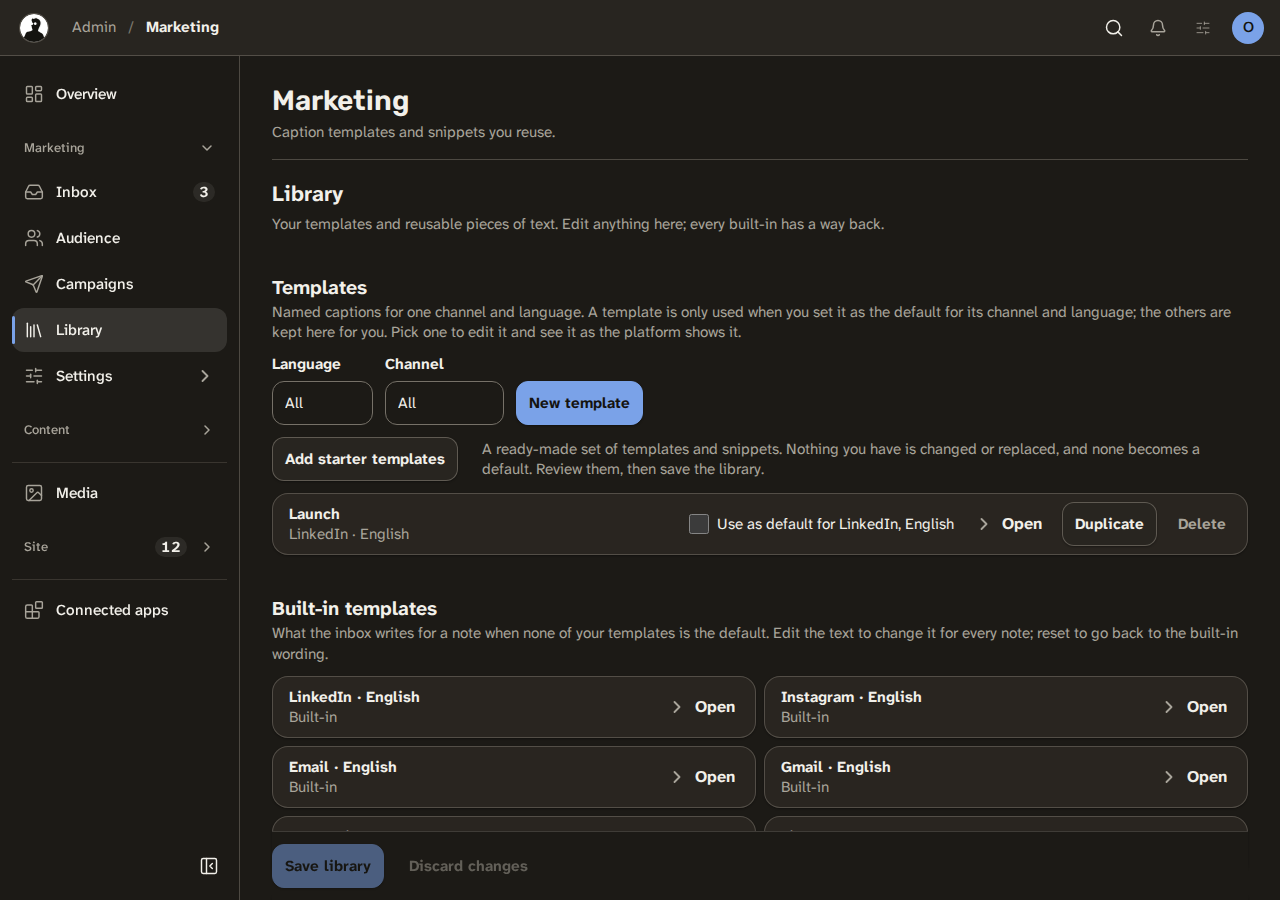 Admin / Marketing
O
Overview
Marketing
Inbox 3
Audience
Campaigns
Library
Settings
Content
Media
Site 12
Connected apps
Marketing
Caption templates and snippets you reuse.
Library
Your templates and reusable pieces of text. Edit anything here; every built-in has a way back.
Templates
Named captions for one channel and language. A template is only used when you set it as the default for its channel and language; the others are
kept here for you. Pick one to edit it and see it as the platform shows it.
Language Channel
All All New template
Add starter templates
A ready-made set of templates and snippets. Nothing you have is changed or replaced, and none becomes a
default. Review them, then save the library.
Launch
LinkedIn · English
Use as default for LinkedIn, English Open Duplicate Delete
Built-in templates
What the inbox writes for a note when none of your templates is the default. Edit the text to change it for every note; reset to go back to the built-in
wording.
LinkedIn · English
Built-in
Open
Instagram · English
Built-in
Open
Email · English
Built-in
Open
Gmail · English
Built-in
Open
Save library Discard changes